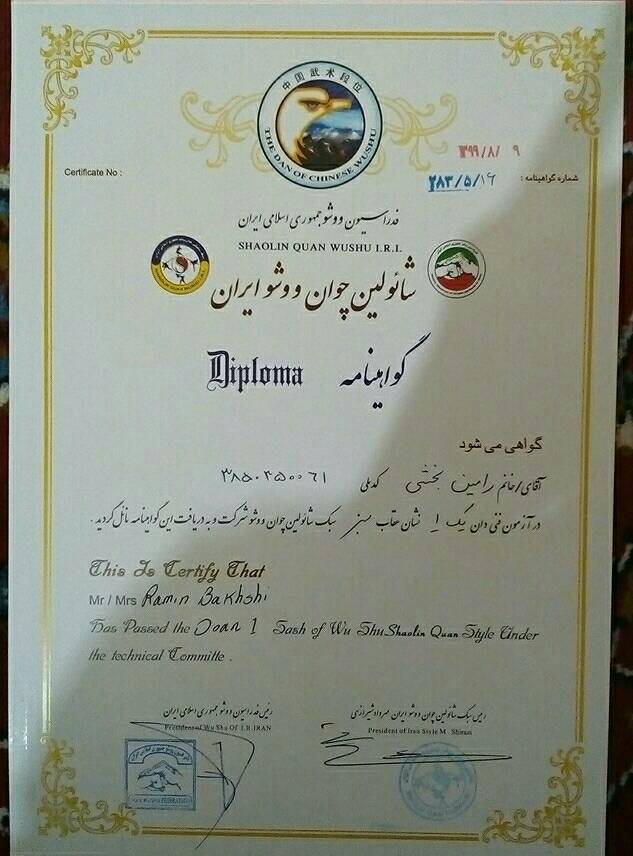 中国武术段位
THE DAN OF CHINESE WUSHU
۳۹۹/۸/۹
Certificate No :
شماره گواهینامه : ۲۸۳/۵/۱۶
فدراسیون ووشو جمهوری اسلامی ایران
SHAOLIN QUAN WUSHU I.R.I.
شائولین چوان ووشو ایران
Diploma گواهینامه
گواهی می شود
آقای/خانم رامین بخشی کدملی ۳۸۵۰۲۵۰۰۶۱
در آزمون فنی دان یک ۱ نشان عقاب سبز سبک شائولین چوان ووشو شرکت و به دریافت این گواهینامه نائل گردید .
This Is Certify That
Mr / Mrs Ramin Bakhshi
Has Passed the Doan 1 Sash of Wu Shu Shaolin Quan Style Under
the technical Committe .
رئیس سبک شائولین چوان ووشو ایران مهرداد شیرازی
President of Iran Style M. Shirazi
رئیس فدراسیون ووشو جمهوری اسلامی ایران
President of Wu Shu Of I.R.IRAN